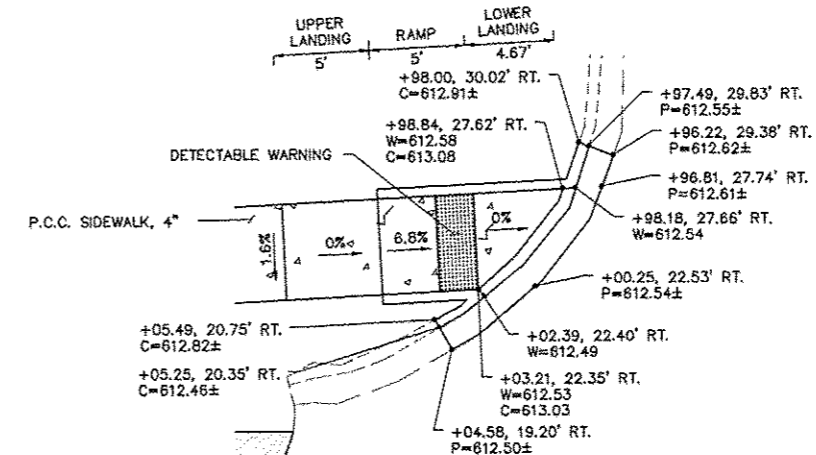 UPPER
LANDING
5'
RAMP
5'
LOWER
LANDING
4.67'
+98.00, 30.02' RT.
C=612.91±
+97.49, 29.83' RT.
P=612.55±
+98.84, 27.62' RT.
W=612.58
C=613.08
+96.22, 29.38' RT.
P=612.62±
DETECTABLE WARNING
+96.81, 27.74' RT.
P=612.61±
P.C.C. SIDEWALK, 4"
+98.18, 27.66' RT.
W=612.54
1.6%
0%
6.8%
0%
+00.25, 22.53' RT.
P=612.54±
+05.49, 20.75' RT.
C=612.82±
+02.39, 22.40' RT.
W=612.49
+05.25, 20.35' RT.
C=612.46±
+03.21, 22.35' RT.
W=612.53
C=613.03
+04.58, 19.20' RT.
P=612.50±